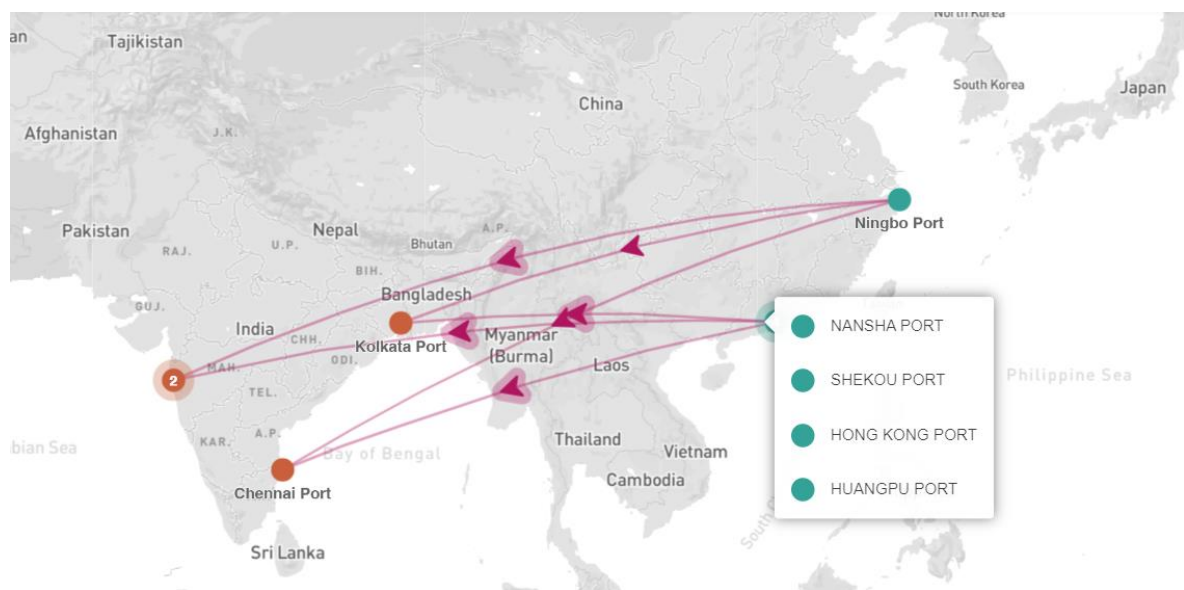 North Korea
an
Tajikistan
China
South Korea
Japan
Afghanistan
J.K.
Pakistan
Nepal
A.P.
Ningbo Port
U.P.
RAJ.
Bhutan
BIH.
Bangladesh
GUJ.
India
CHH.
Kolkata Port
Myanmar
(Burma)
ODI.
Laos
MAH.
2
TEL.
Philippine Sea
NANSHA PORT
SHEKOU PORT
HONG KONG PORT
HUANGPU PORT
A.P.
KAR.
bian Sea
Bay of Bengal
Thailand
Vietnam
Cambodia
Chennai Port
Sri Lanka
South